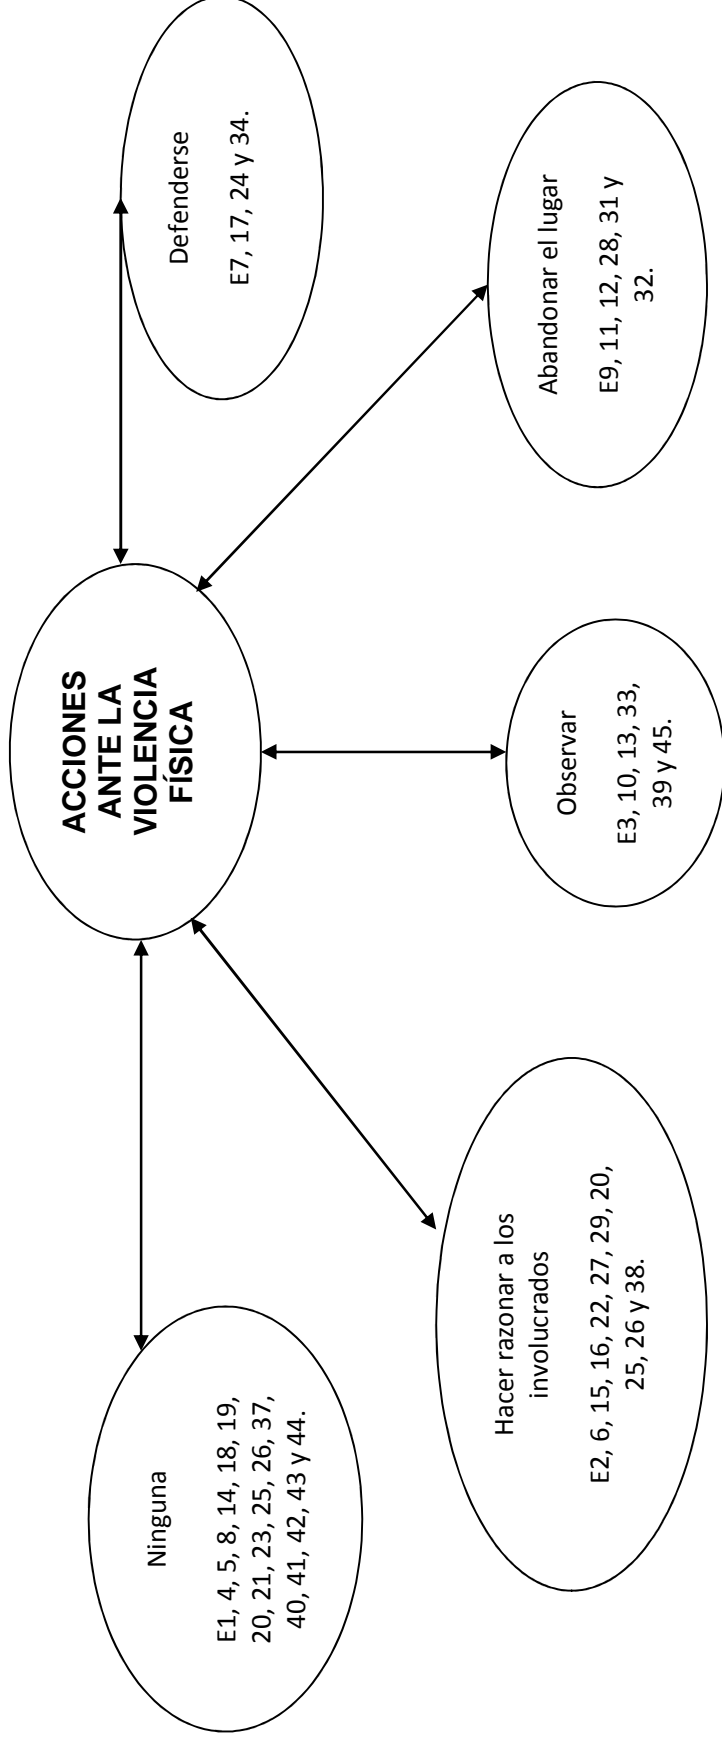 ACCIONES
ANTE LA
VIOLENCIA
FÍSICA
Ninguna
E1, 4, 5, 8, 14, 18, 19,
20, 21, 23, 25, 26, 37,
40, 41, 42, 43 y 44.
Hacer razonar a los
involucrados
E2, 6, 15, 16, 22, 27, 29, 20,
25, 26 y 38.
Observar
E3, 10, 13, 33,
39 y 45.
Abandonar el lugar
E9, 11, 12, 28, 31 y
32.
Defenderse
E7, 17, 24 y 34.